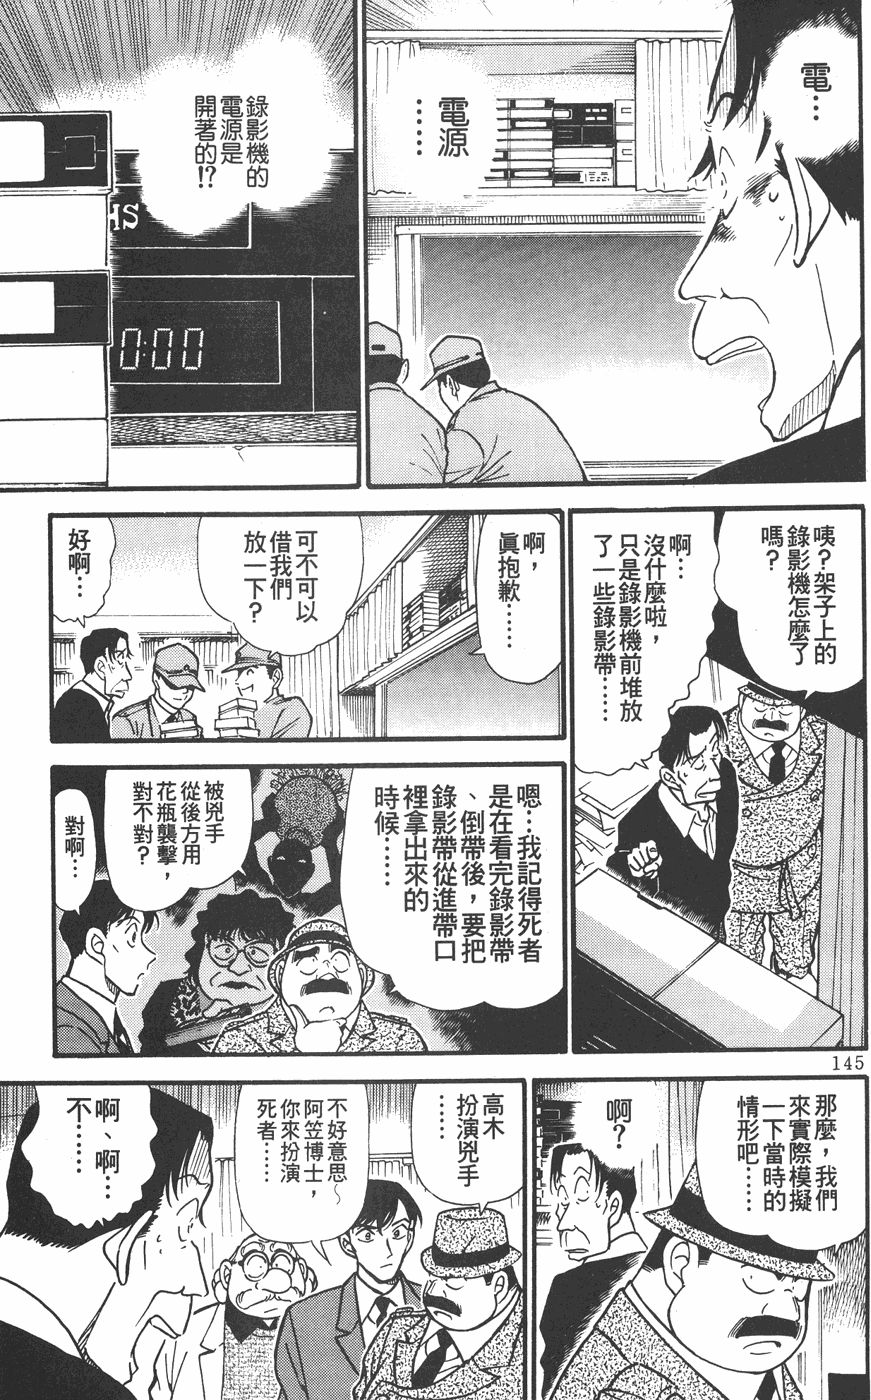 電…
電源
……
錄影機的
電源是
開著的!?
HS
0:00
咦？架子上的
錄影機怎麼了
嗎？
啊…
沒什麼啦，
只是錄影機前堆放
了一些錄影帶……
啊，
真抱歉……
可不可以
借我們
放一下？
好啊…
嗯…我記得死者
是在看完錄影帶
、倒帶後，要把
錄影帶從進帶口
裡拿出來的
時候……
被兇手
從後方用
花瓶襲擊，
對不對？
對啊…
145
那麼，我們
來實際模擬
一下當時的
情形吧……
啊？
高木
扮演兇手
……
不好意思~
阿笠博士，
你來扮演
死者……
啊、啊…
不……